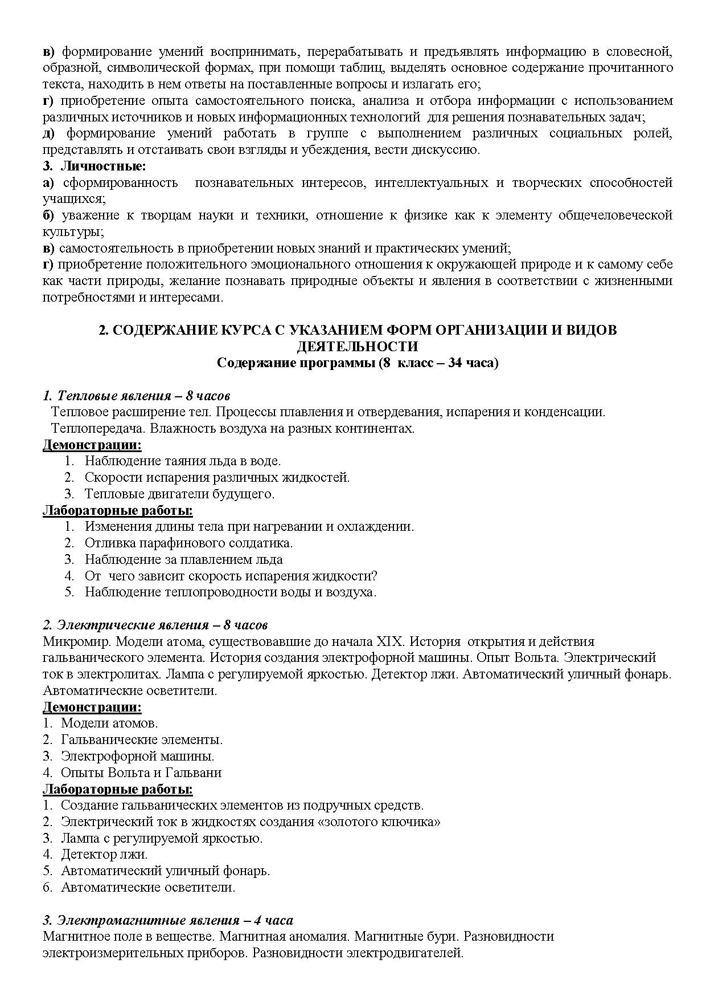 в) формирование умений воспринимать, перерабатывать и предъявлять информацию в словесной,
образной, символической формах, при помощи таблиц, выделять основное содержание прочитанного
текста, находить в нем ответы на поставленные вопросы и излагать его;
г) приобретение опыта самостоятельного поиска, анализа и отбора информации с использованием
различных источников и новых информационных технологий для решения познавательных задач;
д) формирование умений работать в группе с выполнением различных социальных ролей,
представлять и отстаивать свои взгляды и убеждения, вести дискуссию.
3. Личностные:
а) сформированность познавательных интересов, интеллектуальных и творческих способностей
учащихся;
б) уважение к творцам науки и техники, отношение к физике как к элементу общечеловеческой
культуры;
в) самостоятельность в приобретении новых знаний и практических умений;
г) приобретение положительного эмоционального отношения к окружающей природе и к самому себе
как части природы, желание познавать природные объекты и явления в соответствии с жизненными
потребностями и интересами.
2. СОДЕРЖАНИЕ КУРСА С УКАЗАНИЕМ ФОРМ ОРГАНИЗАЦИИ И ВИДОВ
ДЕЯТЕЛЬНОСТИ
Содержание программы (8 класс – 34 часа)
1. Тепловые явления – 8 часов
Тепловое расширение тел. Процессы плавления и отвердевания, испарения и конденсации.
Теплопередача. Влажность воздуха на разных континентах.
Демонстрации:
1. Наблюдение таяния льда в воде.
2. Скорости испарения различных жидкостей.
3. Тепловые двигатели будущего.
Лабораторные работы:
1. Изменения длины тела при нагревании и охлаждении.
2. Отливка парафинового солдатика.
3. Наблюдение за плавлением льда
4. От чего зависит скорость испарения жидкости?
5. Наблюдение теплопроводности воды и воздуха.
2. Электрические явления – 8 часов
Микромир. Модели атома, существовавшие до начала XIX. История открытия и действия
гальванического элемента. История создания электрофорной машины. Опыт Вольта. Электрический
ток в электролитах. Лампа с регулируемой яркостью. Детектор лжи. Автоматический уличный фонарь.
Автоматические осветители.
Демонстрации:
1. Модели атомов.
2. Гальванические элементы.
3. Электрофорной машины.
4. Опыты Вольта и Гальвани
Лабораторные работы:
1. Создание гальванических элементов из подручных средств.
2. Электрический ток в жидкостях создания «золотого ключика»
3. Лампа с регулируемой яркостью.
4. Детектор лжи.
5. Автоматический уличный фонарь.
6. Автоматические осветители.
3. Электромагнитные явления – 4 часа
Магнитное поле в веществе. Магнитная аномалия. Магнитные бури. Разновидности
электроизмерительных приборов. Разновидности электродвигателей.